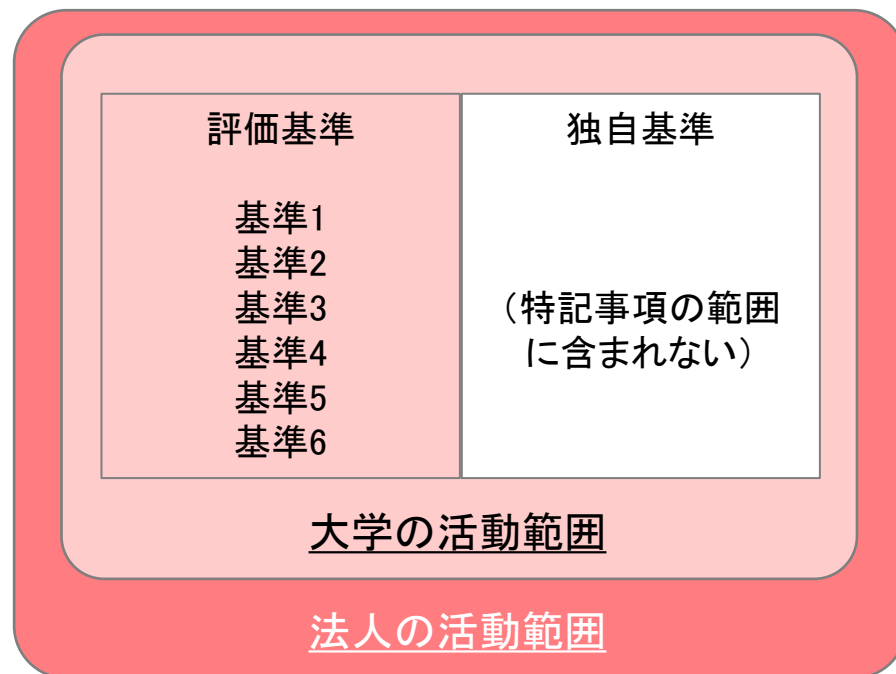 評価基準
基準1
基準2
基準3
基準4
基準5
基準6
独自基準
（特記事項の範囲
に含まれない）
大学の活動範囲
法人の活動範囲